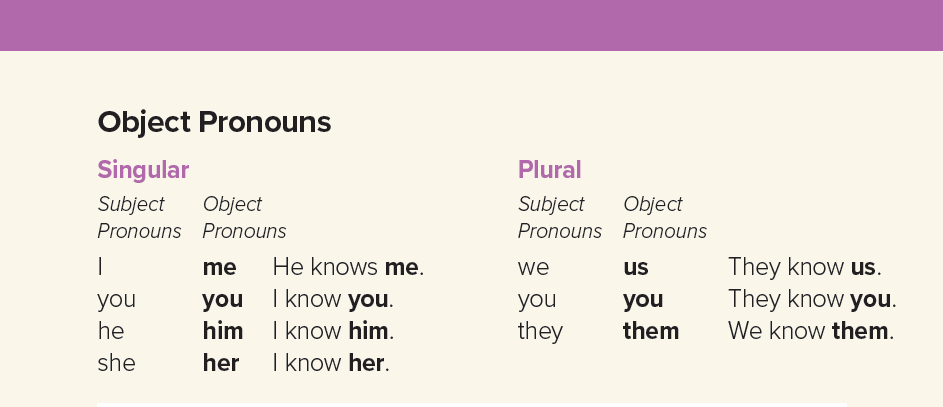 Object Pronouns
Singular
Subject Object
Pronouns Pronouns
I me He knows me.
you you I know you.
he him I know him.
she her I know her.
Plural
Subject Object
Pronouns Pronouns
we us They know us.
you you They know you.
they them We know them.